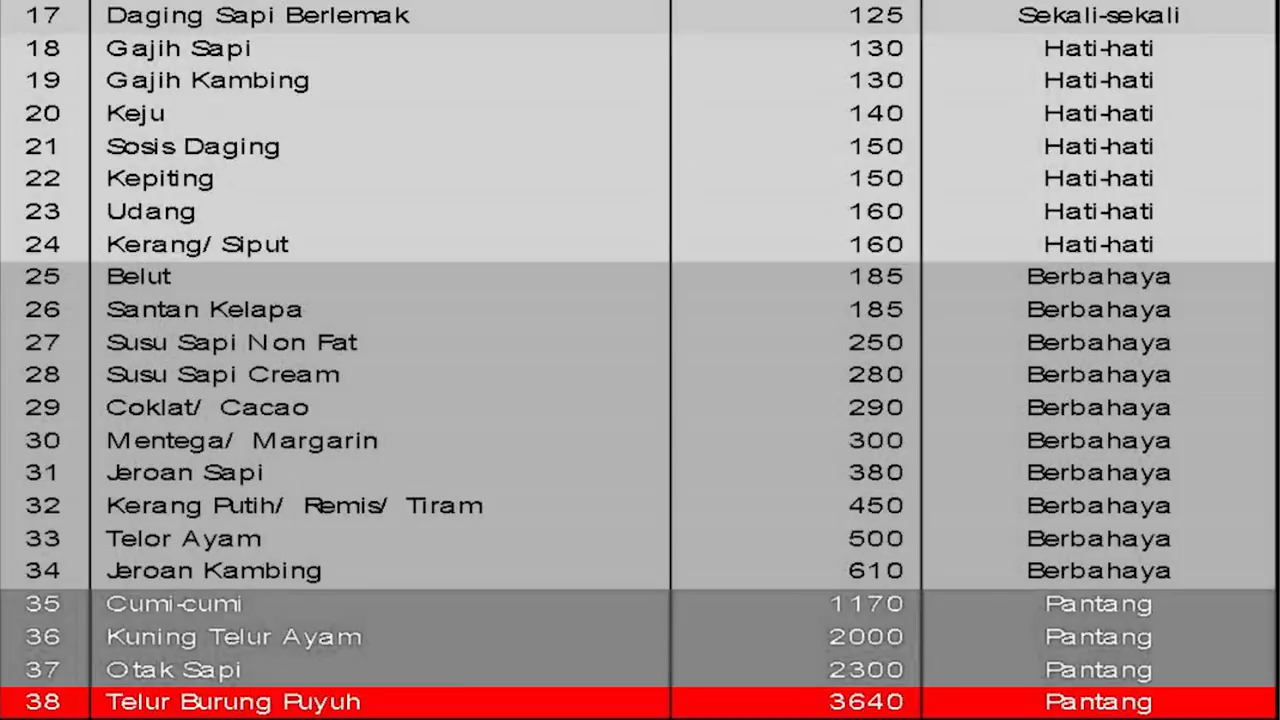 17 Daging Sapi Berlemak 125 Sekali-sekali
18 Gajih Sapi 130 Hati-hati
19 Gajih Kambing 130 Hati-hati
20 Keju 140 Hati-hati
21 Sosis Daging 150 Hati-hati
22 Kepiting 150 Hati-hati
23 Udang 160 Hati-hati
24 Kerang/ Siput 160 Hati-hati
25 Belut 185 Berbahaya
26 Santan Kelapa 185 Berbahaya
27 Susu Sapi Non Fat 250 Berbahaya
28 Susu Sapi Cream 280 Berbahaya
29 Coklat/ Cacao 290 Berbahaya
30 Mentega/ Margarin 300 Berbahaya
31 Jeroan Sapi 380 Berbahaya
32 Kerang Putih/ Remis/ Tiram 450 Berbahaya
33 Telor Ayam 500 Berbahaya
34 Jeroan Kambing 610 Berbahaya
35 Cumi-cumi 1170 Pantang
36 Kuning Telur Ayam 2000 Pantang
37 Otak Sapi 2300 Pantang
38 Telur Burung Puyuh 3640 Pantang